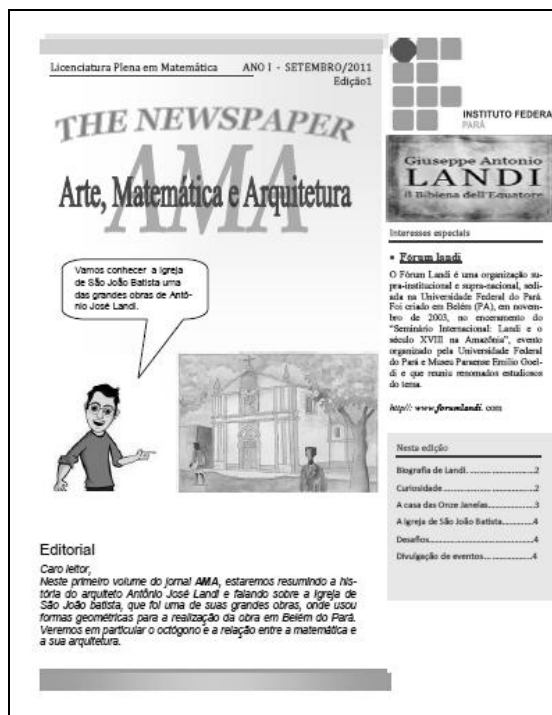 Licenciatura Plena em Matemática ANO I - SETEMBRO/2011
Edição1
THE NEWSPAPER
AMA
Arte, Matemática e Arquitetura
Vamos conhecer a Igreja
de São João Batista uma
das grandes obras de Antô-
nio José Landi.
Editorial
Caro leitor,
Neste primeiro volume do jornal AMA, estaremos resumindo a his-
tória do arquiteto Antônio José Landi e falando sobre a Igreja de
São João batista, que foi uma de suas grandes obras, onde usou
formas geométricas para a realização da obra em Belém do Pará.
Veremos em particular o octógono e a relação entre a matemática e
a sua arquitetura.
INSTITUTO FEDERA
PARÁ
Giuseppe Antonio
LANDI
il Bibiena dell'Equatore
Interesses especiais
• Fórum landi
O Fórum Landi é uma organização su-
pra-institucional e supra-nacional, sedi-
ada na Universidade Federal do Pará.
Foi criado em Belém (PA), em novem-
bro de 2003, no encerramento do
"Seminário Internacional: Landi e o
século XVIII na Amazônia", evento
organizado pela Universidade Federal
do Pará e Museu Paraense Emílio Goel-
di e que reuniu renomados estudiosos
do tema.
http//: www.forumlandi. com
Nesta edição
Biografia de Landi.....................2
Curiosidade..............................2
A casa das Onze Janelas............3
A Igreja de São João Batista........4
Desafios...................................4
Divulgação de eventos...............4